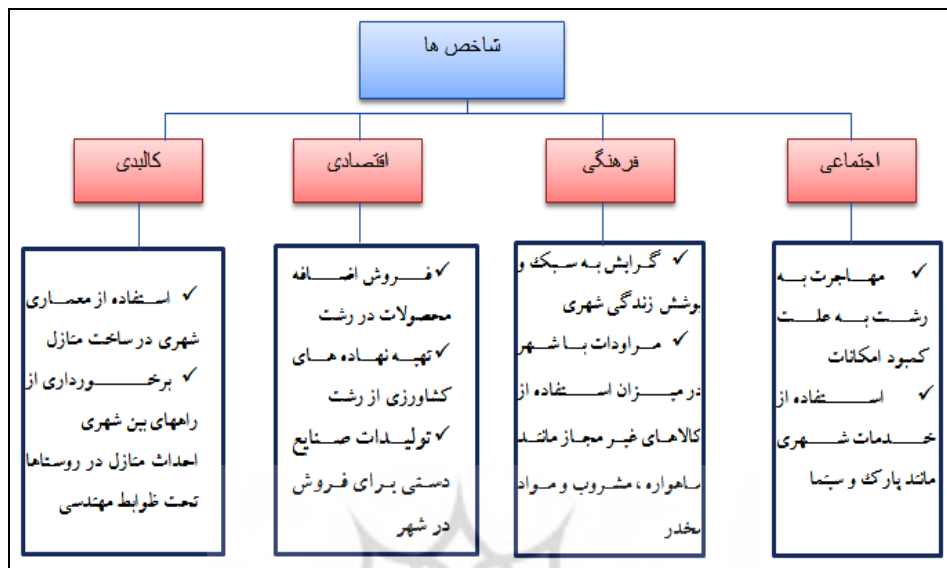 شاخص ها
اجتماعی
فرهنگی
اقتصادی
کالبدی
✓ مهاجرت به
رشت به علت
کمبود امکانات
✓ استفاده از
خدمات شهری
مانند پارک و سینما
✓ گرایش به سبک و
پوشش زندگی شهری
✓ مراودات با شهر
در میزان استفاده از
کالاهای غیر مجاز مانند
ماهواره ، مشروب و مواد
مخدر
✓ فروش اضافه
محصولات در رشت
✓ تهیه نهاده های
کشاورزی از رشت
✓ تولیدات صنایع
دستی برای فروش
در شهر
✓ استفاده از معماری
شهری در ساخت منازل
✓ برخورداری از
راههای بین شهری
احداث منازل در روستاها
تحت ظوابط مهندسی